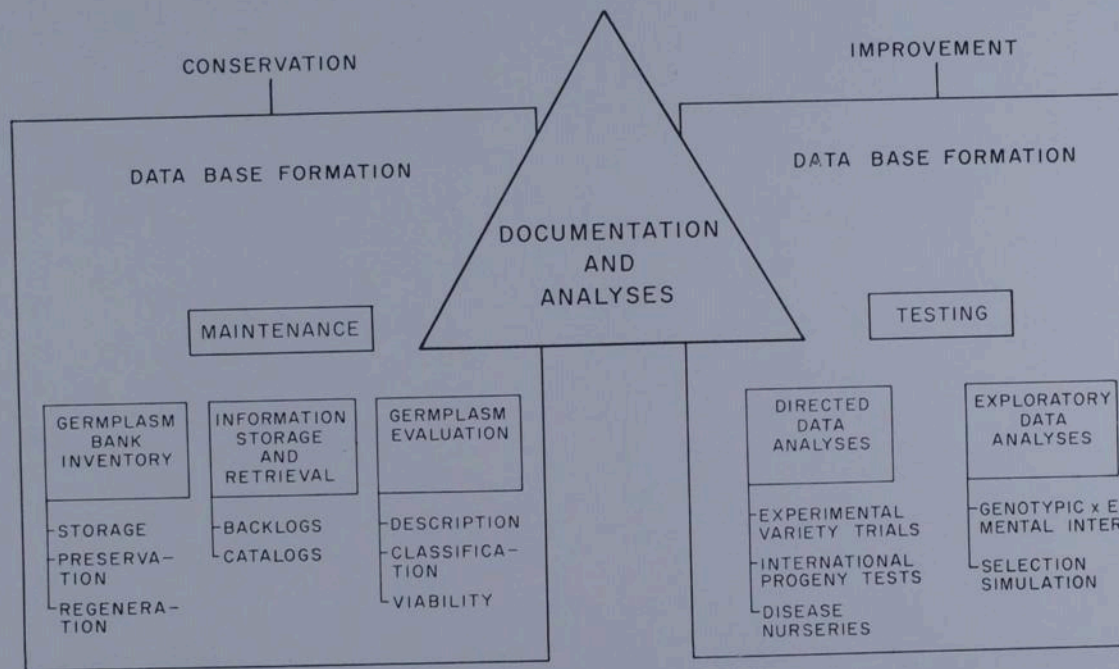 CONSERVATION
IMPROVEMENT
DATA BASE FORMATION
DATA BASE FORMATION
DOCUMENTATION
AND
ANALYSES
MAINTENANCE
TESTING
GERMPLASM
BANK
INVENTORY
STORAGE
PRESERVA-
TION
REGENERA-
TION
INFORMATION
STORAGE
AND
RETRIEVAL
BACKLOGS
CATALOGS
GERMPLASM
EVALUATION
DESCRIPTION
CLASSIFICA-
TION
VIABILITY
DIRECTED
DATA
ANALYSES
EXPERIMENTAL
VARIETY TRIALS
INTERNATIONAL
PROGENY TESTS
DISEASE
NURSERIES
EXPLORATORY
DATA
ANALYSES
GENOTYPIC x
MENTAL
SELECTION
SIMULATION